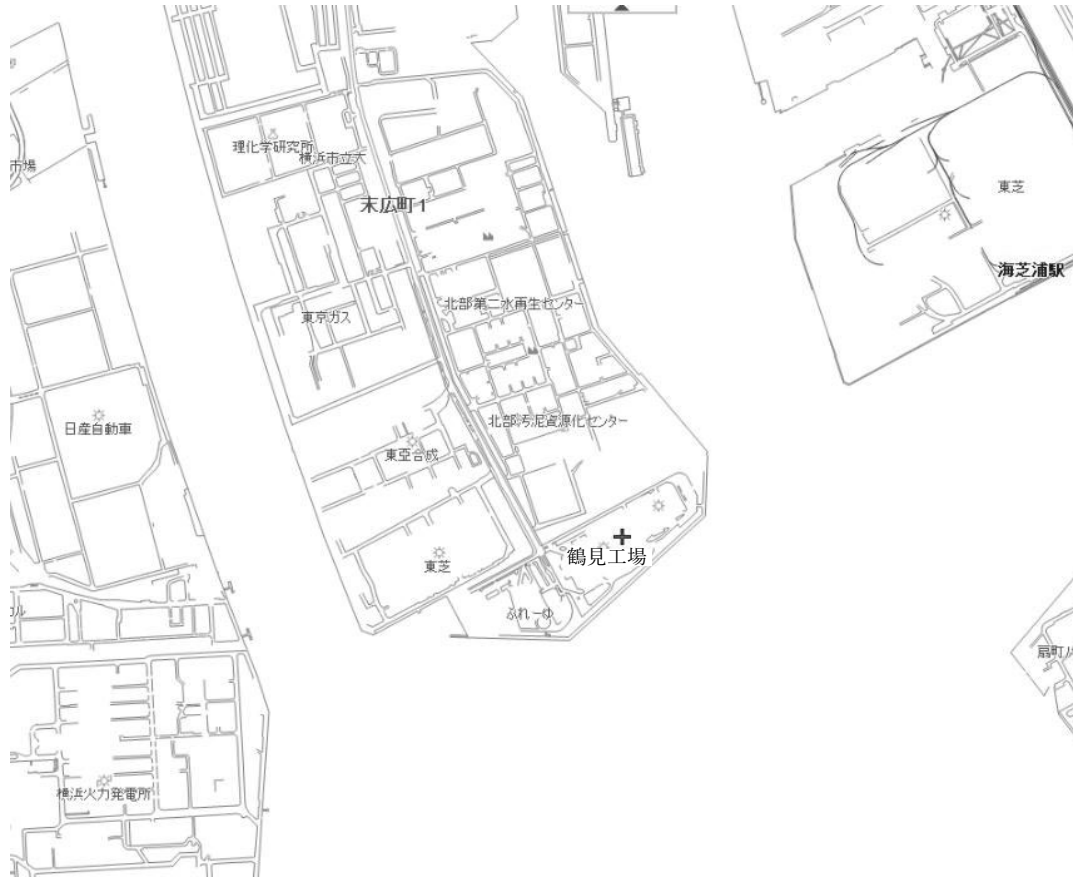 理化学研究所
横浜市立大
市場
東芝
末広町1
海芝浦駅
北部第二水再生センター
東京ガス
北部汚泥資源化センター
日産自動車
東亞合成
鶴見工場
東芝
ふれーゆ
扇町
横浜火力発電所